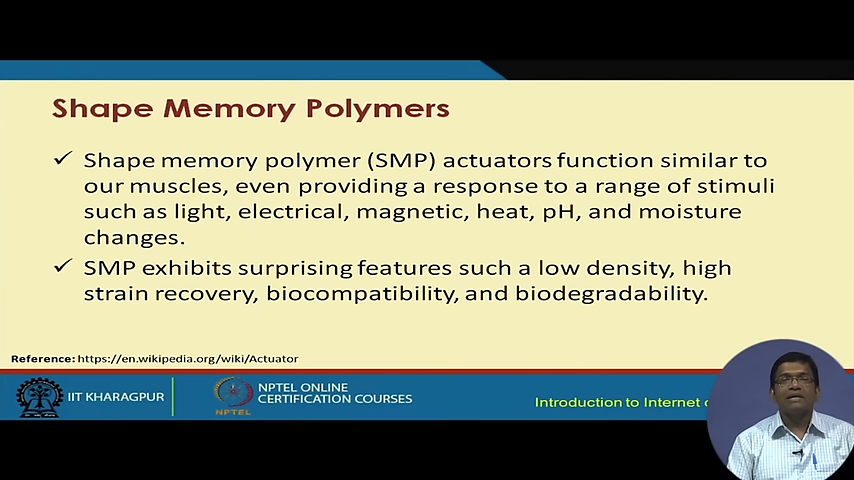 Shape Memory Polymers
✓ Shape memory polymer (SMP) actuators function similar to
our muscles, even providing a response to a range of stimuli
such as light, electrical, magnetic, heat, pH, and moisture
changes.
✓ SMP exhibits surprising features such a low density, high
strain recovery, biocompatibility, and biodegradability.
Reference: https://en.wikipedia.org/wiki/Actuator
IIT KHARAGPUR
NPTEL
NPTEL ONLINE
CERTIFICATION COURSES
Introduction to Internet